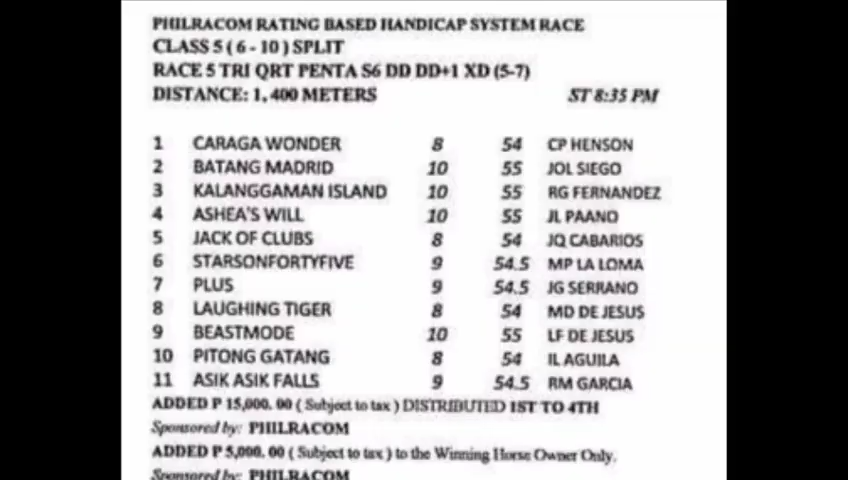 PHILRACOM RATING BASED HANDICAP SYSTEM RACE
CLASS 5 ( 6 - 10 ) SPLIT
RACE 5 TRI QRT PENTA S6 DD DD+1 XD (5-7)
DISTANCE: 1, 400 METERS ST 8:35 PM
1 CARAGA WONDER 8 54 CP HENSON
2 BATANG MADRID 10 55 JOL SIEGO
3 KALANGGAMAN ISLAND 10 55 RG FERNANDEZ
4 ASHEA'S WILL 10 55 JL PAANO
5 JACK OF CLUBS 8 54 JQ CABARIOS
6 STARSONFORTYFIVE 9 54.5 MP LA LOMA
7 PLUS 9 54.5 JG SERRANO
8 LAUGHING TIGER 8 54 MD DE JESUS
9 BEASTMODE 10 55 LF DE JESUS
10 PITONG GATANG 8 54 IL AGUILA
11 ASIK ASIK FALLS 9 54.5 RM GARCIA
ADDED P 15,000. 00 ( Subject to tax ) DISTRIBUTED 1ST TO 4TH
Sponsored by: PHILRACOM
ADDED P 5,000. 00 ( Subject to tax ) to the Winning Horse Owner Only.
Sponsored by: PHILRACOM